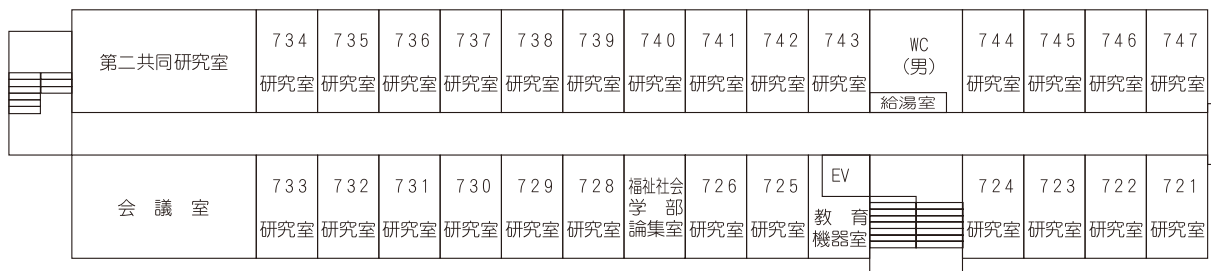 第二共同研究室
734
研究室
735
研究室
736
研究室
737
研究室
738
研究室
739
研究室
740
研究室
741
研究室
742
研究室
743
研究室
WC
(男)
給湯室
744
研究室
745
研究室
746
研究室
747
研究室
会議室
733
研究室
732
研究室
731
研究室
730
研究室
729
研究室
728
研究室
福祉社会
学部
論集室
726
研究室
725
研究室
EV
教育
機器室
724
研究室
723
研究室
722
研究室
721
研究室